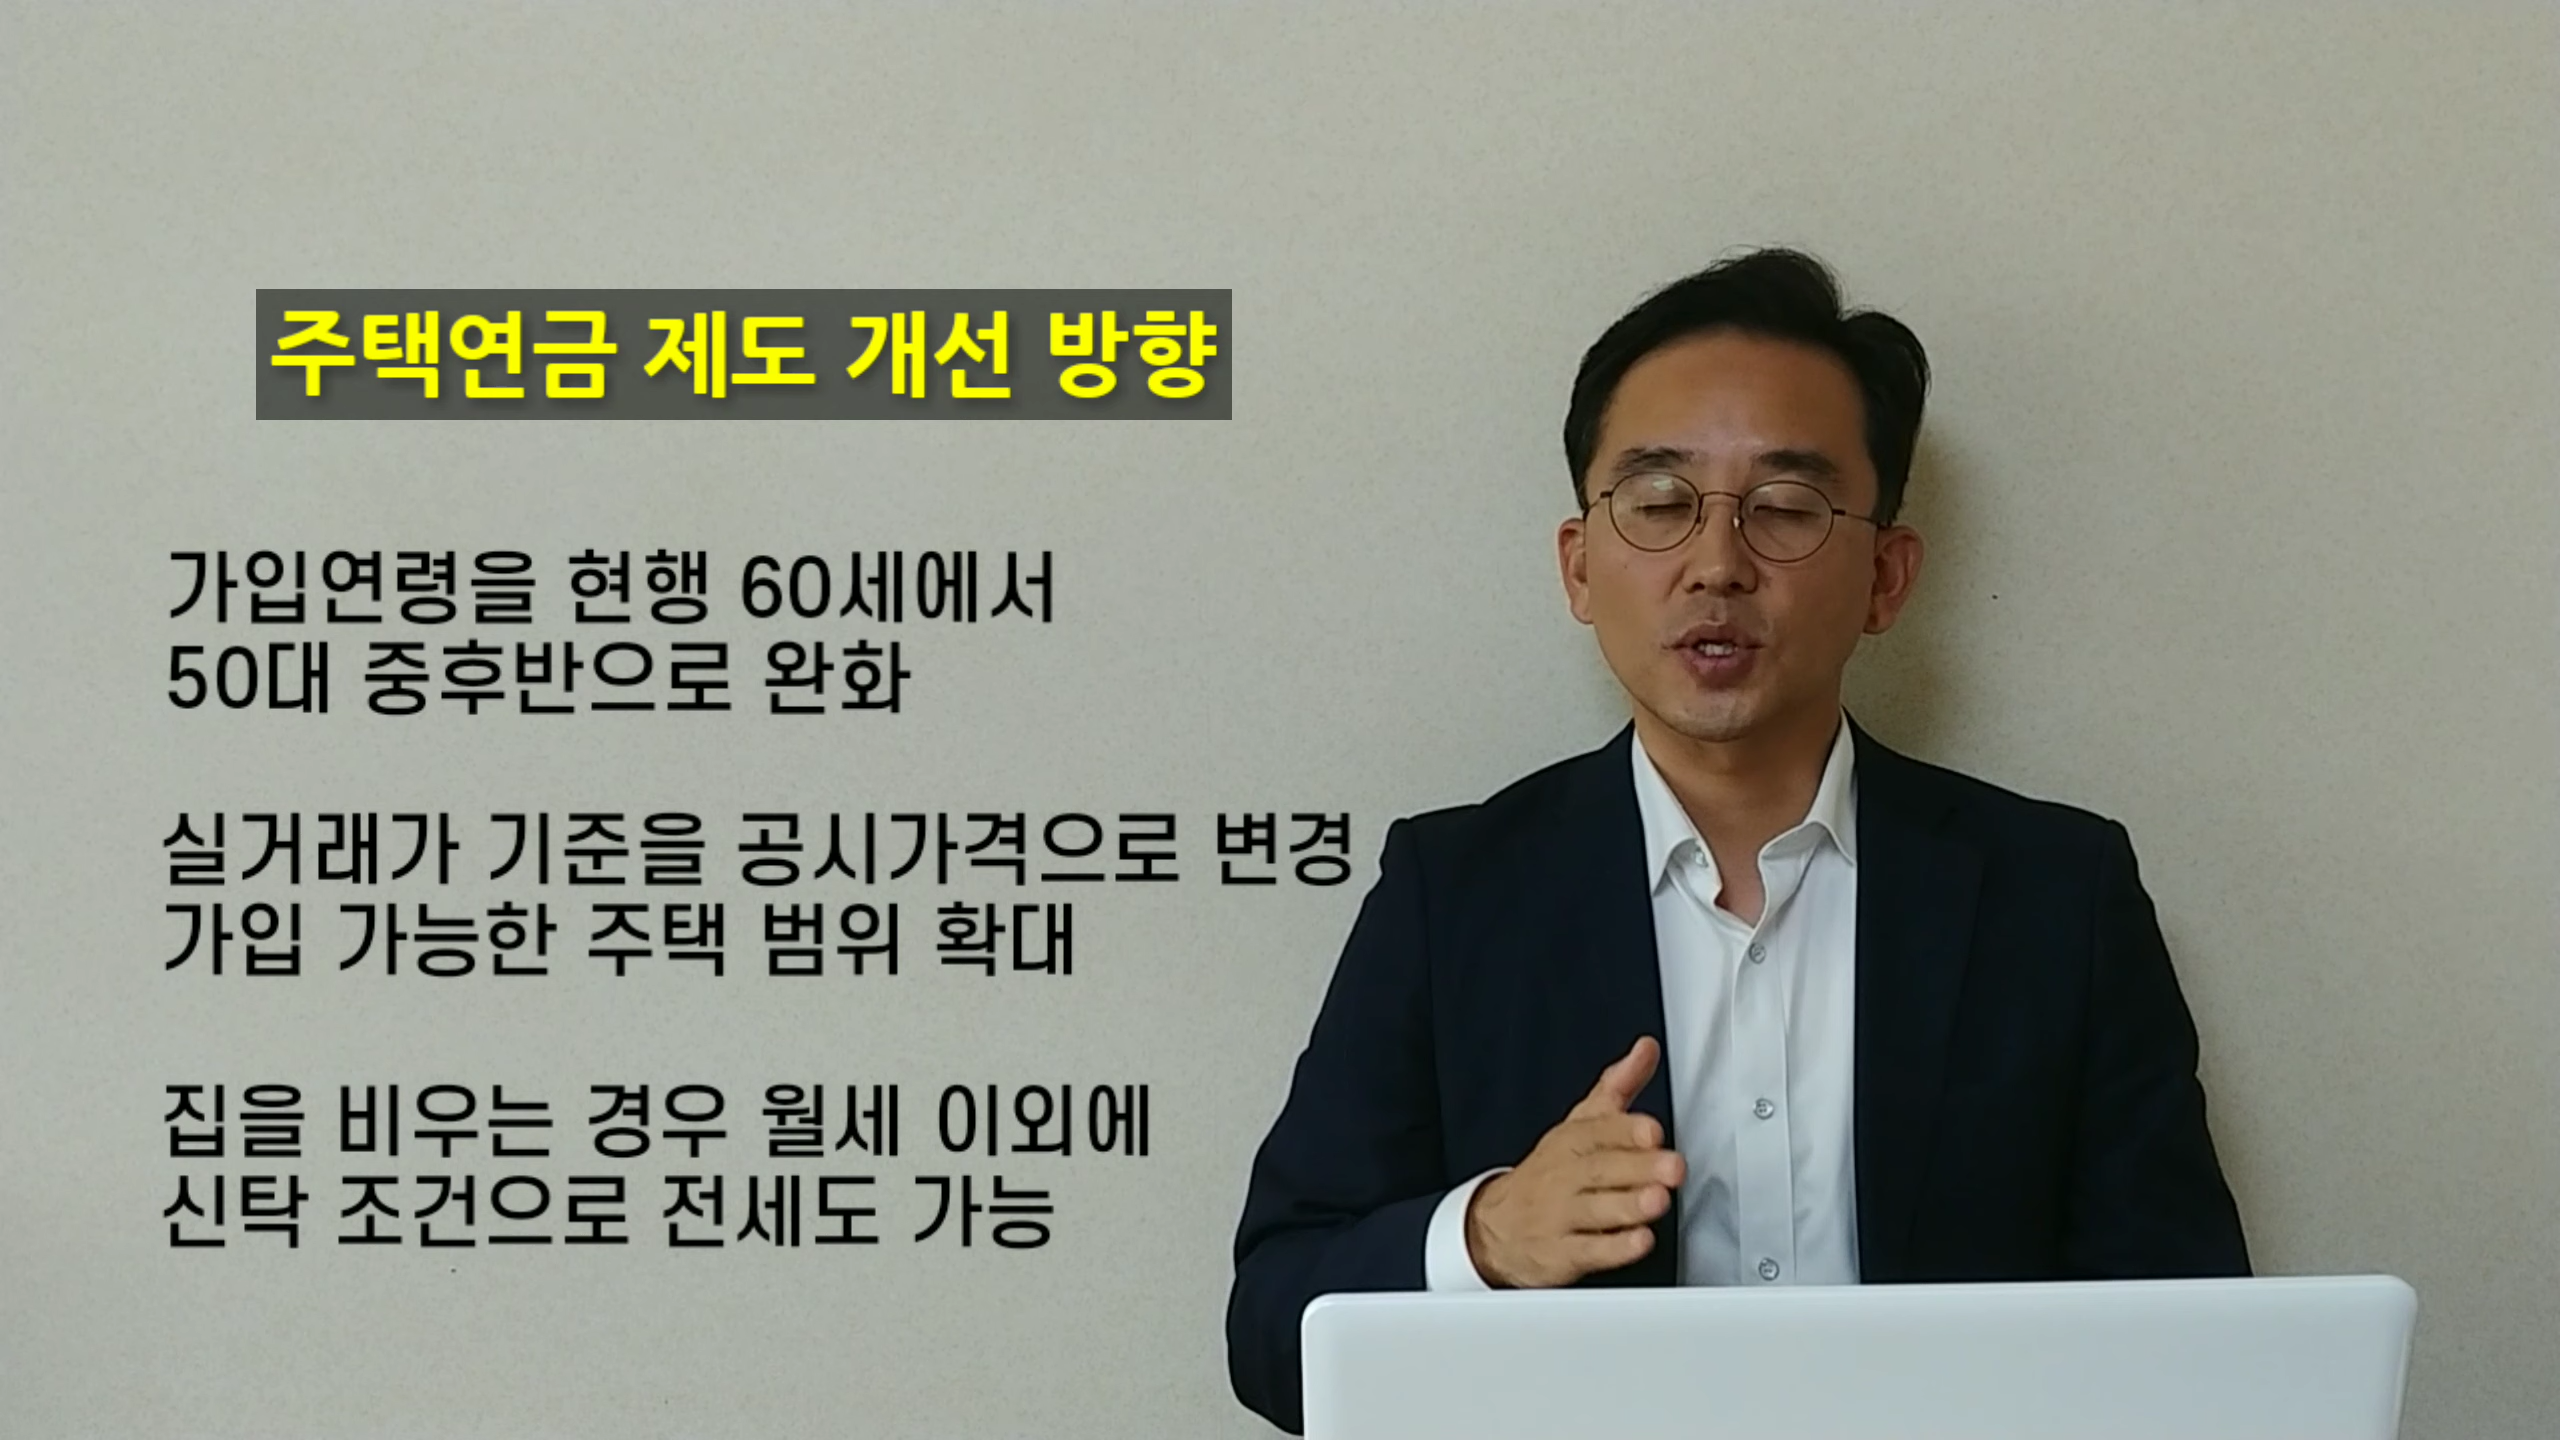 주택연금 제도 개선 방향
가입연령을 현행 60세에서
50대 중후반으로 완화
실거래가 기준을 공시가격으로 변경
가입 가능한 주택 범위 확대
집을 비우는 경우 월세 이외에
신탁 조건으로 전세도 가능